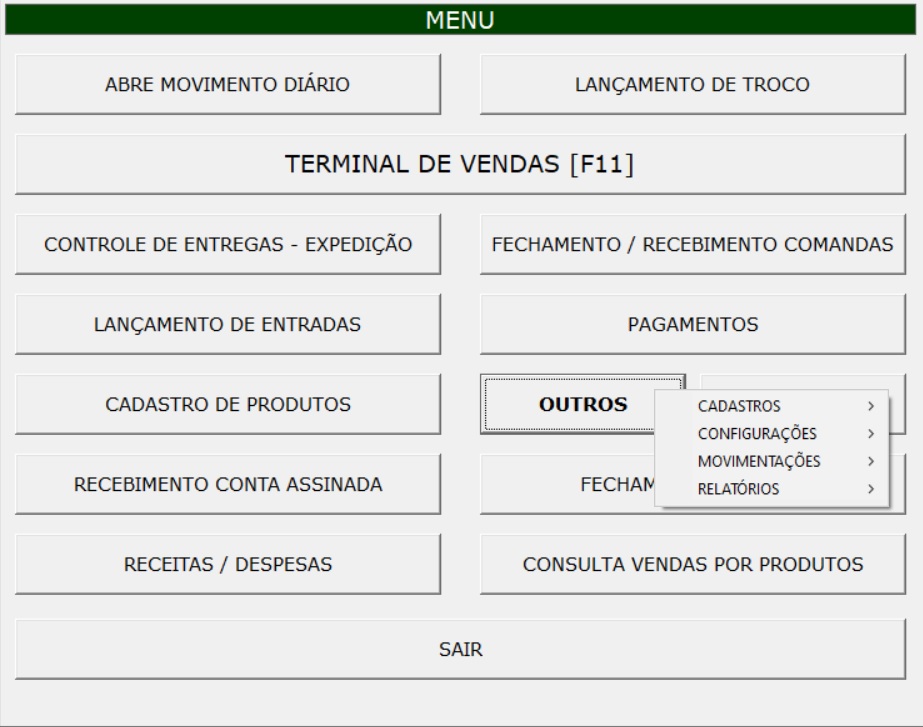 MENU
ABRE MOVIMENTO DIÁRIO
LANÇAMENTO DE TROCO
TERMINAL DE VENDAS [F11]
CONTROLE DE ENTREGAS - EXPEDIÇÃO
FECHAMENTO / RECEBIMENTO COMANDAS
LANÇAMENTO DE ENTRADAS
PAGAMENTOS
CADASTRO DE PRODUTOS
OUTROS
CADASTROS
CONFIGURAÇÕES
MOVIMENTAÇÕES
RELATÓRIOS
RECEBIMENTO CONTA ASSINADA
FECHAM
RECEITAS / DESPESAS
CONSULTA VENDAS POR PRODUTOS
SAIR